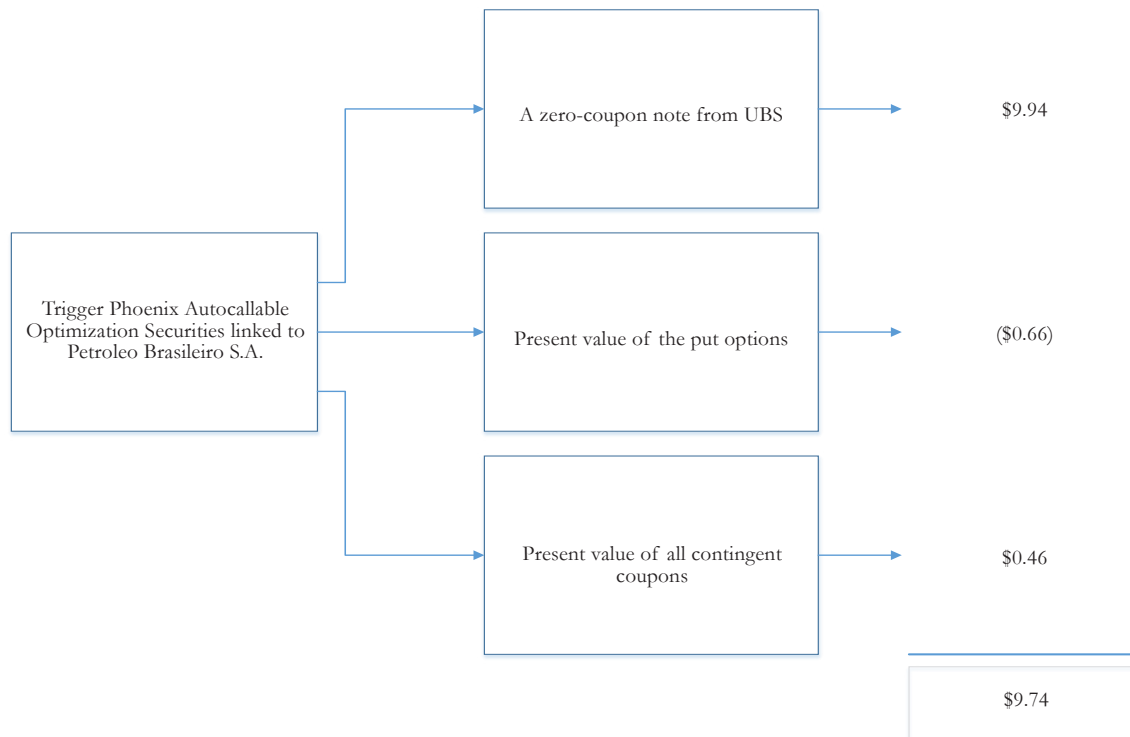 A zero-coupon note from UBS
$9.94
Trigger Phoenix Autocallable
Optimization Securities linked to
Petroleo Brasileiro S.A.
Present value of the put options
($0.66)
Present value of all contingent
coupons
$0.46
$9.74